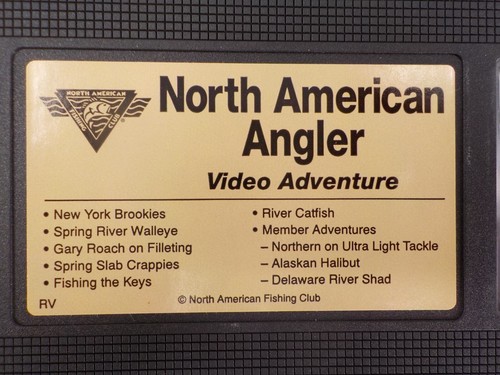 NORTH AMERICAN
FISHING CLUB
North American
Angler
Video Adventure
• New York Brookies
• Spring River Walleye
• Gary Roach on Filleting
• Spring Slab Crappies
• Fishing the Keys
• River Catfish
• Member Adventures
– Northern on Ultra Light Tackle
– Alaskan Halibut
– Delaware River Shad
RV
© North American Fishing Club